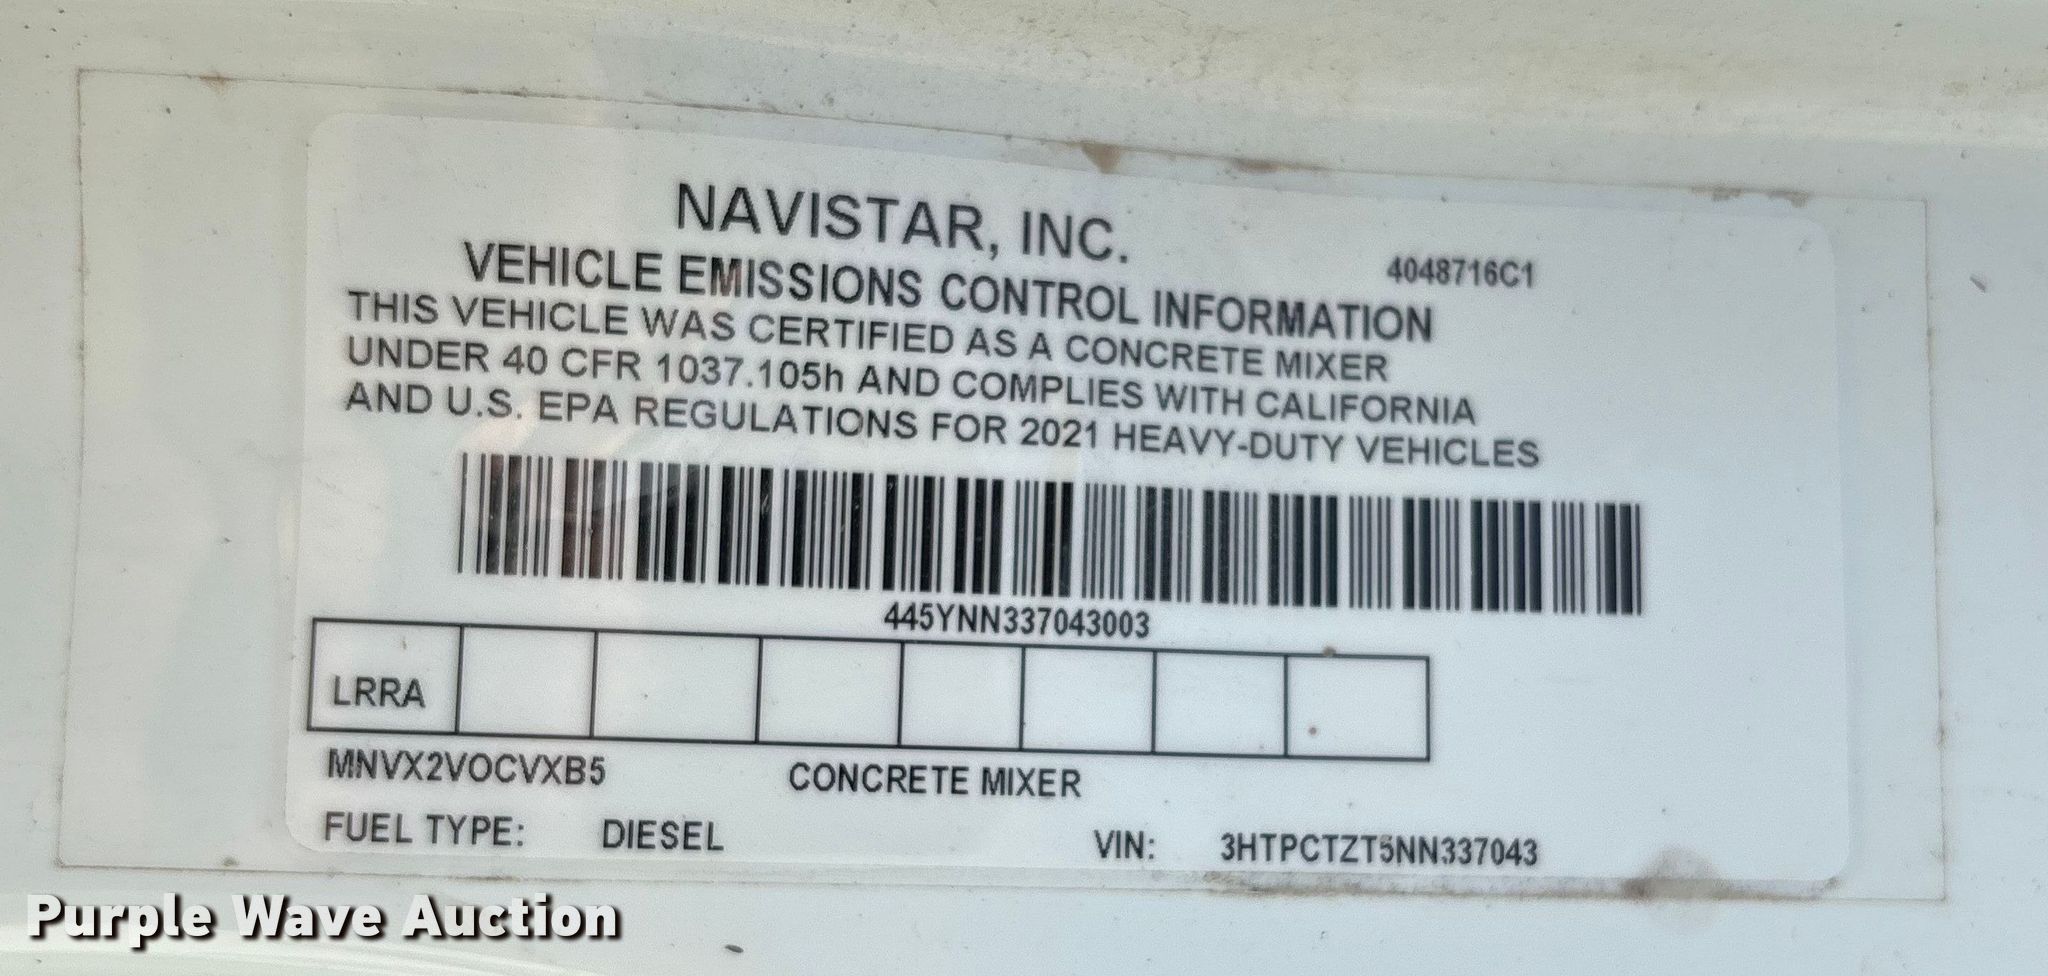 NAVISTAR, INC.
4048716C1
VEHICLE EMISSIONS CONTROL INFORMATION
THIS VEHICLE WAS CERTIFIED AS A CONCRETE MIXER
UNDER 40 CFR 1037.105h AND COMPLIES WITH CALIFORNIA
AND U.S. EPA REGULATIONS FOR 2021 HEAVY-DUTY VEHICLES
445YNN337043003
LRRA
MNVX2VOCVXB5 CONCRETE MIXER
FUEL TYPE: DIESEL VIN: 3HTPCTZT5NN337043
Purple Wave Auction